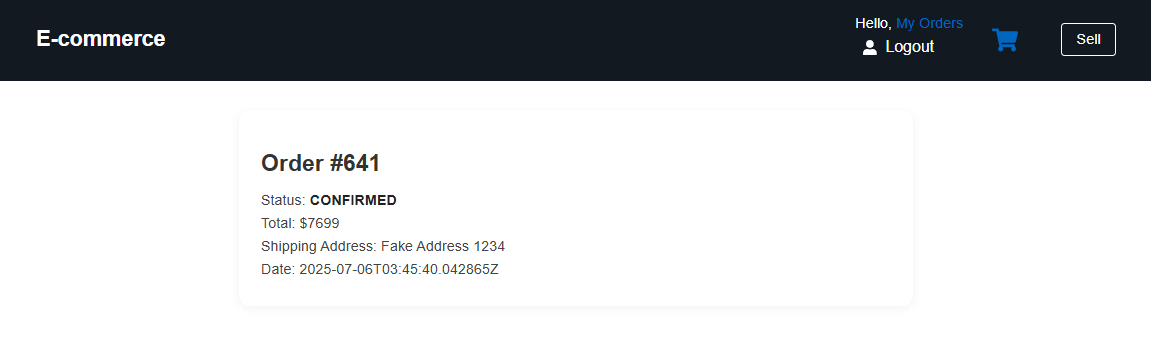 E-commerce
Hello, My Orders
Logout
Sell
Order #641
Status: CONFIRMED
Total: $7699
Shipping Address: Fake Address 1234
Date: 2025-07-06T03:45:40.042865Z